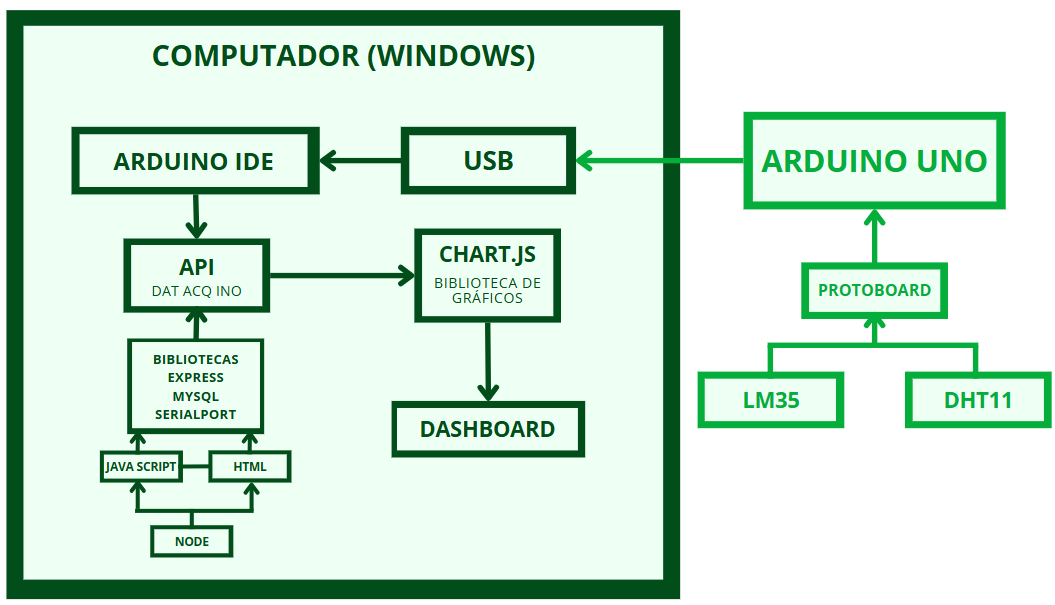 COMPUTADOR (WINDOWS)
ARDUINO IDE
USB
ARDUINO UNO
API
DAT ACQ INO
CHART.JS
BIBLIOTECA DE
GRÁFICOS
PROTOBOARD
BIBLIOTECAS
EXPRESS
MYSQL
SERIALPORT
LM35
DHT11
DASHBOARD
JAVA SCRIPT
HTML
NODE